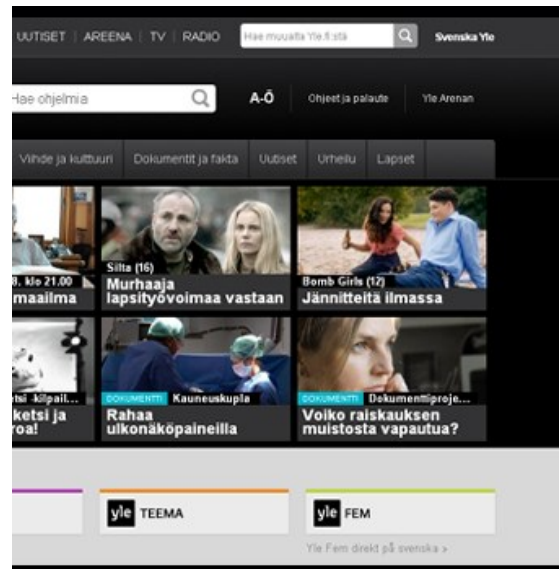 UUTISET | AREENA | TV | RADIO
Hae muualta Yle.fi:stä
Svenska Yle
Hae ohjelmia
A-Ö
Ohjeet ja palaute
Yle Arenan
Viihde ja kulttuuri
Dokumentit ja fakta
Uutiset
Urheilu
Lapset
8. klo 21.00
maailma
Silta (16)
Murhaaja
lapsityövoimaa vastaan
Bomb Girls (12)
Jännitteitä ilmassa
tsi -kilpail...
ketsi ja
roa!
DOKUMENTTI Kauneuskupla
Rahaa
ulkonäköpaineilla
DOKUMENTTI Dokumenttiproje...
Voiko raiskauksen
muistosta vapautua?
yle TEEMA
yle FEM
Yle Fem direkt på svenska >